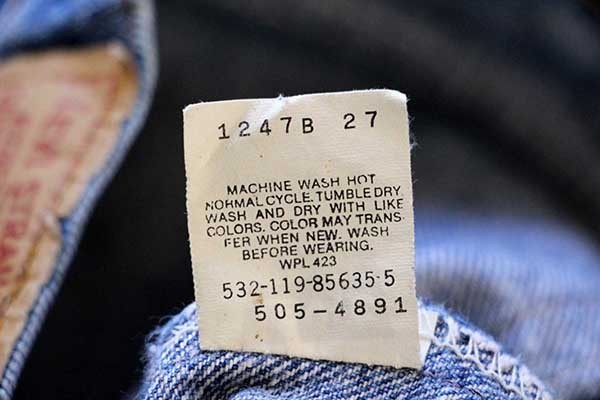 1247B 27
MACHINE WASH HOT
NORMAL CYCLE. TUMBLE DRY.
WASH AND DRY WITH LIKE
COLORS. COLOR MAY TRANS-
FER WHEN NEW. WASH
BEFORE WEARING.
WPL 423
532-119-85635-5
505-4891